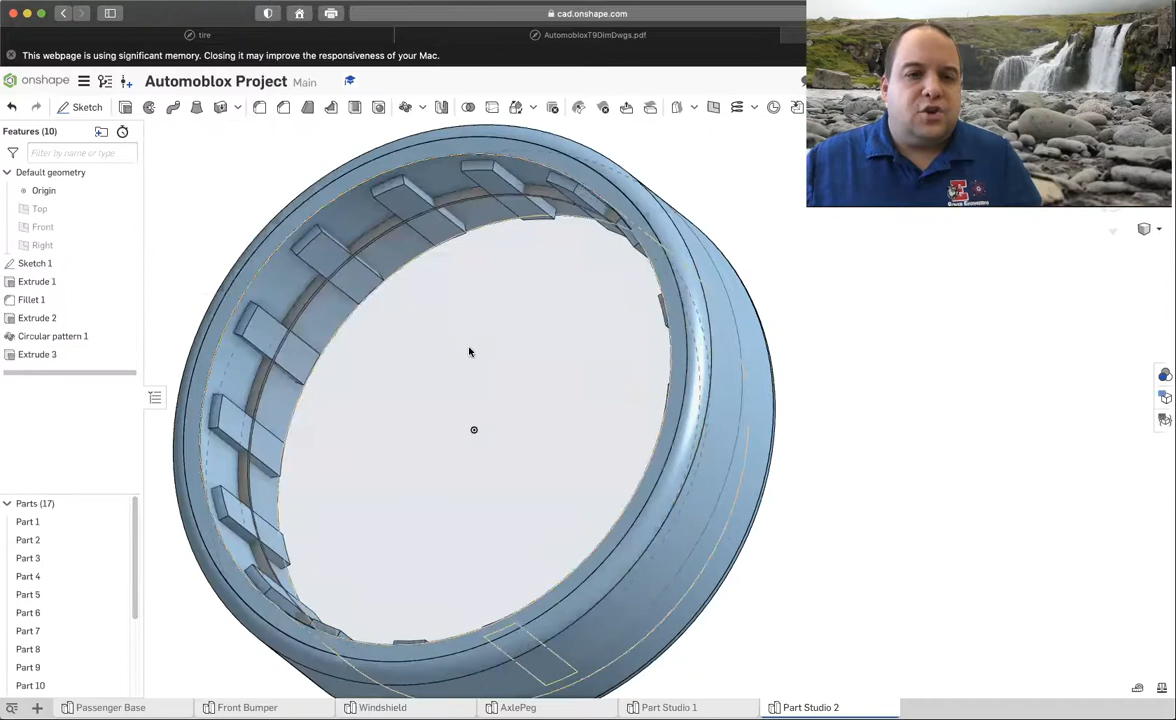 cad.onshape.com
tire
AutomobloxT9DimDwgs.pdf
This webpage is using significant memory. Closing it may improve the responsiveness of your Mac.
onshape
Automoblox Project Main
Sketch
Features (10)
Filter by name or type
Default geometry
Origin
Top
Front
Right
Sketch 1
Extrude 1
Fillet 1
Extrude 2
Circular pattern 1
Extrude 3
Parts (17)
Part 1
Part 2
Part 3
Part 4
Part 5
Part 6
Part 7
Part 8
Part 9
Part 10
Passenger Base
Front Bumper
Windshield
AxlePeg
Part Studio 1
Part Studio 2